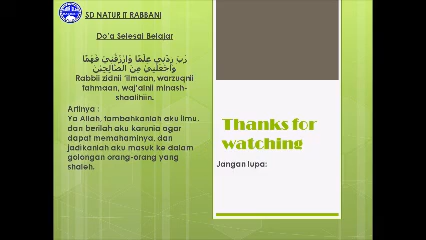 SD NATUR IT RABBANI
Do'a Selesai Belajar
رَبِّ زِدْنِي عِلْمًا وَارْزُقْنِيْ فَهْمًا
وَاجْعَلْنِيْ مِنَ الصَّالِحِيْنَ
Rabbii zidnii 'ilmaan, warzuqnii
fahmaan, waj'alnii minash-
shaalihiin.
Artinya :
Ya Allah, tambahkanlah aku ilmu,
dan berilah aku karunia agar
dapat memahaminya, dan
jadikanlah aku masuk ke dalam
golongan orang-orang yang
shaleh.
Thanks for
watching
Jangan lupa: